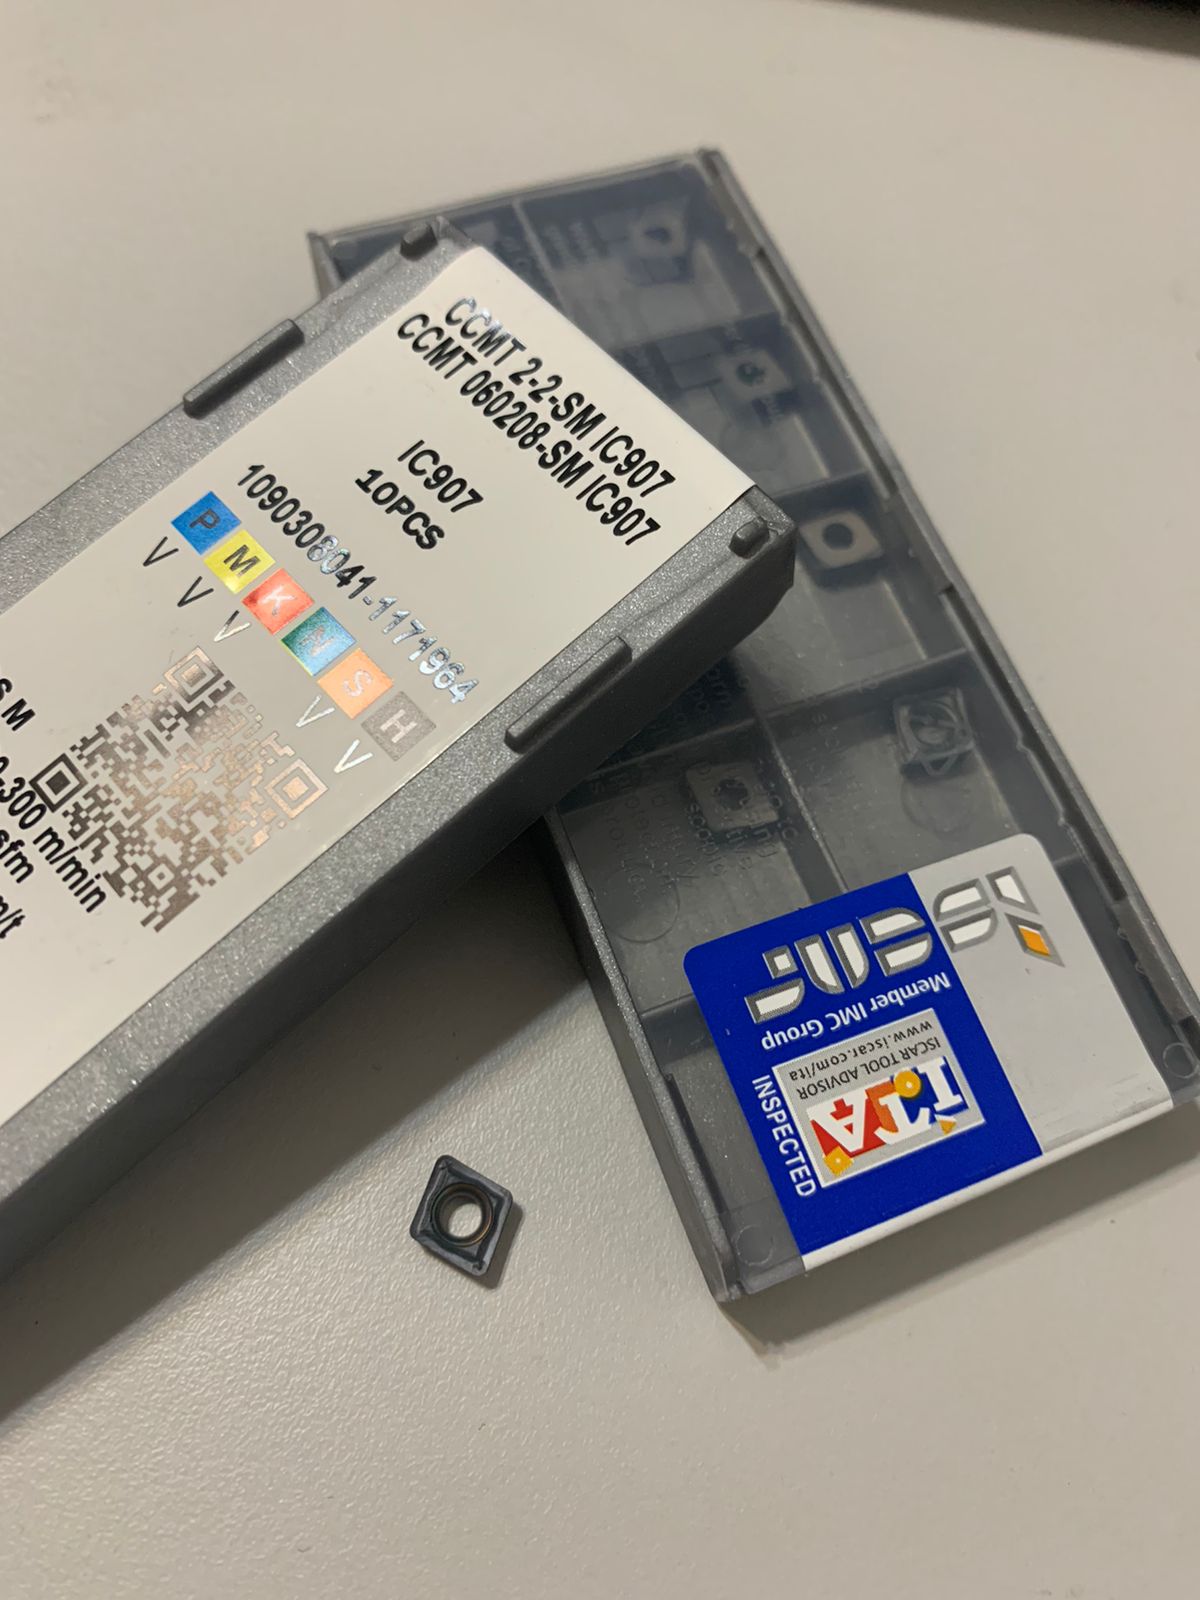 CCMT 2-2-SM IC907
CCMT 060208-SM IC907
IC907
10PCS
1090308041-1171964
P M K N S H
V V V V V
S M
-300 m/min
sfm
/t
ISCAR
Member IMC Group
ITA
ISCAR TOOL ADVISOR
www.iscar.com/ita
INSPECTED